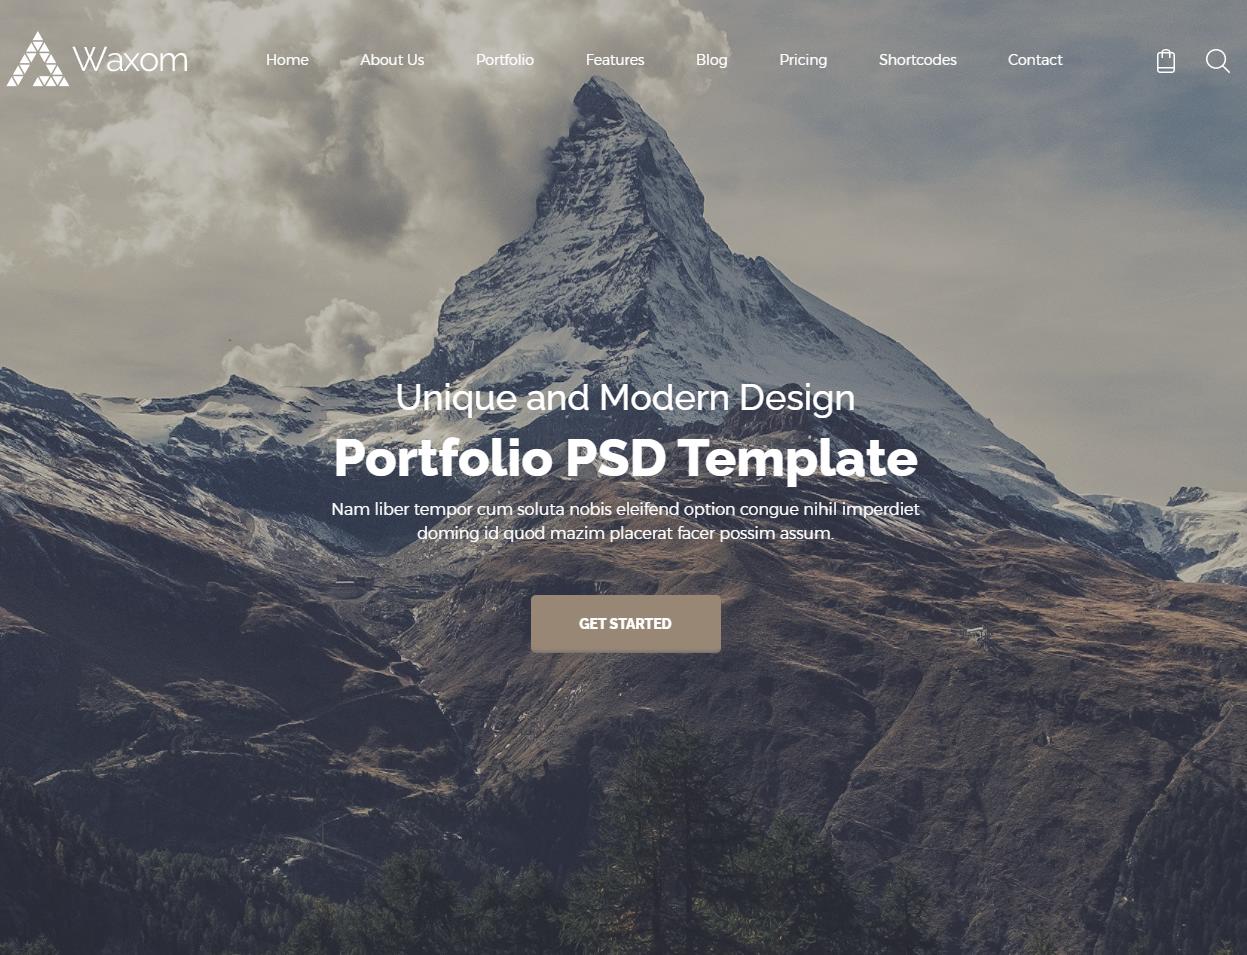 Waxom
Home About Us Portfolio Features Blog Pricing Shortcodes Contact
Unique and Modern Design
Portfolio PSD Template
Nam liber tempor cum soluta nobis eleifend option congue nihil imperdiet
doming id quod mazim placerat facer possim assum.
GET STARTED